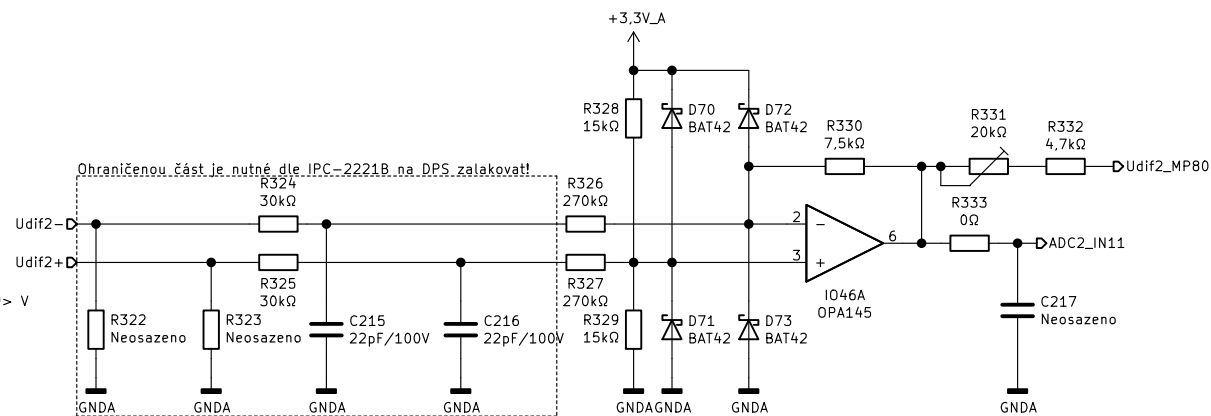 +3,3V_A
R328
15kΩ
D70
BAT42
D72
BAT42
R330
7,5kΩ
R331
20kΩ
R332
4,7kΩ
Udif2_MP80
Ohraničenou část je nutné dle IPC-2221B na DPS zalakovat!
R324
30kΩ
R326
270kΩ
Udif2-
2
-
R333
0Ω
6
ADC2_IN11
Udif2+
3
+
R325
30kΩ
R327
270kΩ
IO46A
OPA145
> V
R322
Neosazeno
R323
Neosazeno
C215
22pF/100V
C216
22pF/100V
R329
15kΩ
D71
BAT42
D73
BAT42
C217
Neosazeno
GNDA
GNDA
GNDA
GNDA
GNDA
GNDA
GNDA
GNDA